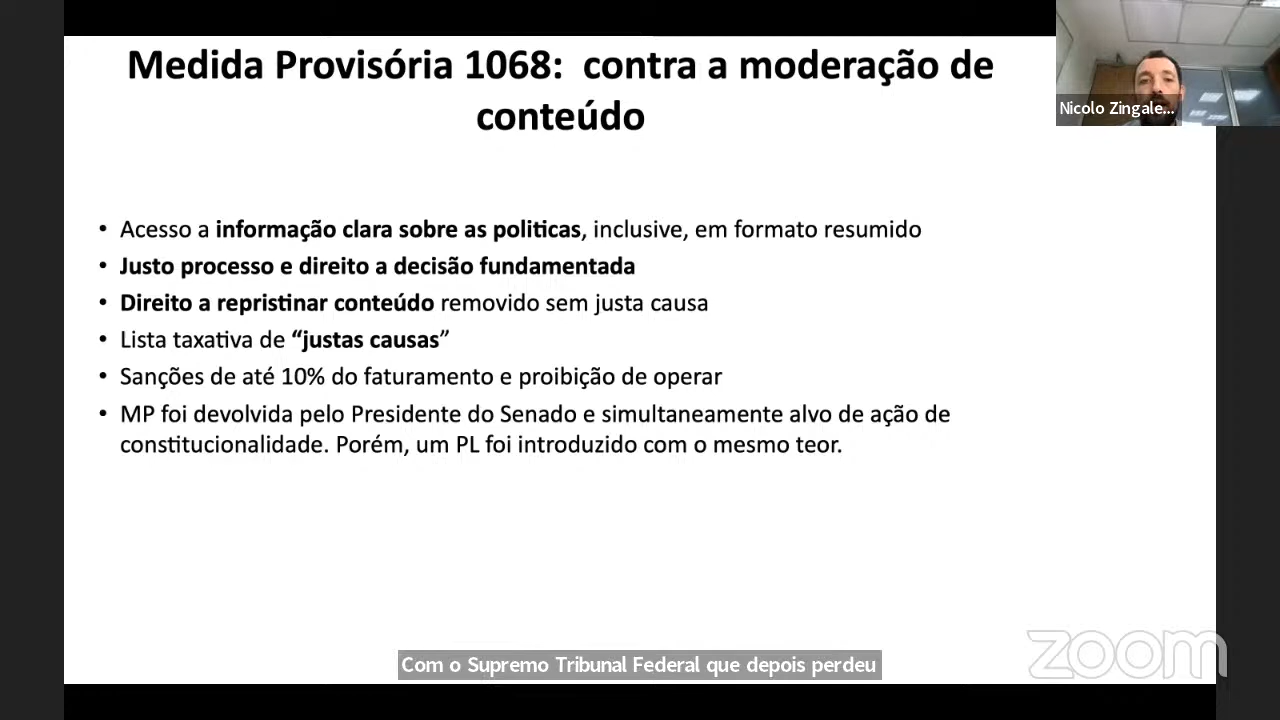 Medida Provisória 1068:  contra a moderação de
conteúdo
Nicolo Zingale...
• Acesso a informação clara sobre as politicas, inclusive, em formato resumido
• Justo processo e direito a decisão fundamentada
• Direito a repristinar conteúdo removido sem justa causa
• Lista taxativa de “justas causas”
• Sanções de até 10% do faturamento e proibição de operar
• MP foi devolvida pelo Presidente do Senado e simultaneamente alvo de ação de
constitucionalidade. Porém, um PL foi introduzido com o mesmo teor.
Com o Supremo Tribunal Federal que depois perdeu
zoom